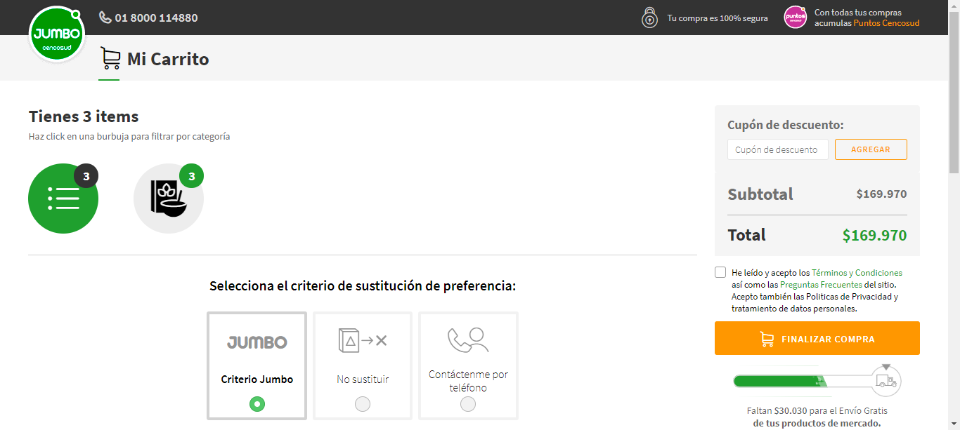 JUMBO
cencosud
01 8000 114880
Tu compra es 100% segura
puntos
Con todas tus compras
acumulas Puntos Cencosud
Mi Carrito
Tienes 3 items
Haz click en una burbuja para filtrar por categoría
3
3
Cupón de descuento:
Cupón de descuento
AGREGAR
Subtotal $169.970
Total $169.970
He leído y acepto los Términos y Condiciones
así como las Preguntas Frecuentes del sitio.
Acepto también las Politicas de Privacidad y
tratamiento de datos personales.
FINALIZAR COMPRA
Faltan $30.030 para el Envío Gratis
de tus productos de mercado.
Selecciona el criterio de sustitución de preferencia:
JUMBO
Criterio Jumbo
No sustituir
Contáctenme por
teléfono